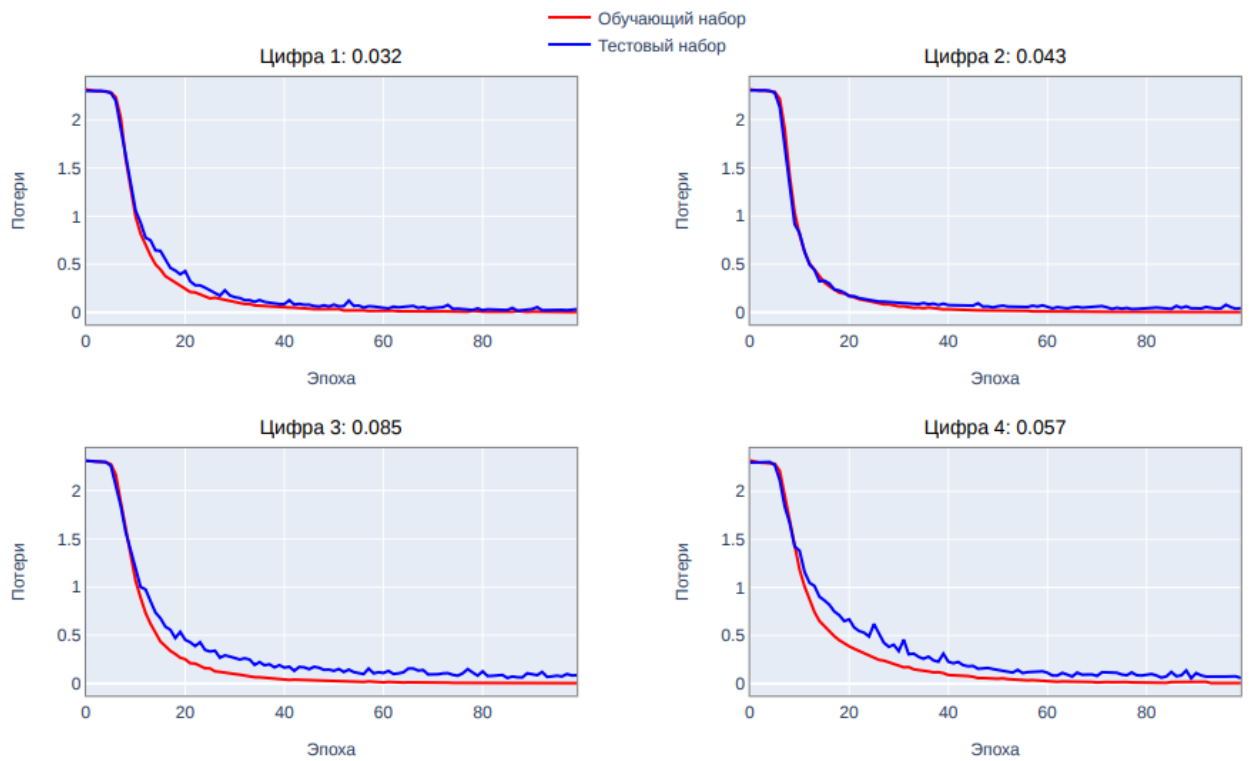 Обучающий набор
Тестовый набор
Цифра 1: 0.032
Потери
2
1.5
1
0.5
0
0 20 40 60 80
Эпоха
Цифра 2: 0.043
Потери
2
1.5
1
0.5
0
0 20 40 60 80
Эпоха
Цифра 3: 0.085
Потери
2
1.5
1
0.5
0
0 20 40 60 80
Эпоха
Цифра 4: 0.057
Потери
2
1.5
1
0.5
0
0 20 40 60 80
Эпоха